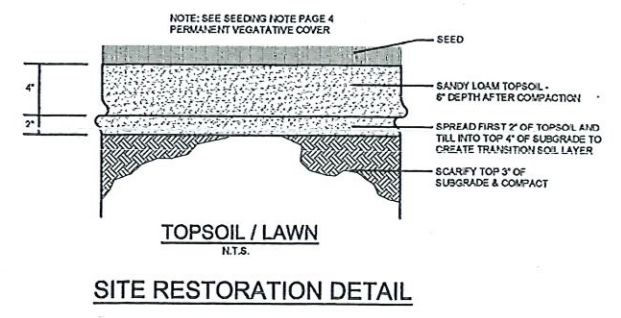 NOTE: SEE SEEDING NOTE PAGE 4
PERMANENT VEGATATIVE COVER
SEED
4"
SANDY LOAM TOPSOIL -
6" DEPTH AFTER COMPACTION
2"
SPREAD FIRST 2" OF TOPSOIL AND
TILL INTO TOP 4" OF SUBGRADE TO
CREATE TRANSITION SOIL LAYER
SCARIFY TOP 3" OF
SUBGRADE & COMPACT
TOPSOIL / LAWN
N.T.S.
SITE RESTORATION DETAIL